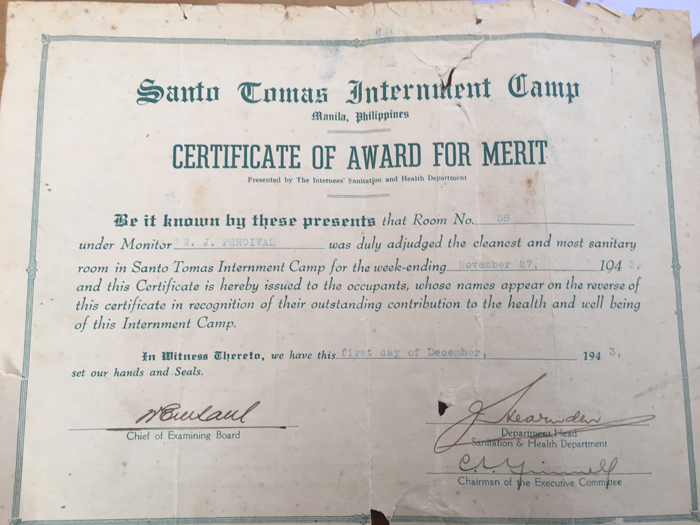 Santo Tomas Internment Camp
Manila, Philippines
CERTIFICATE OF AWARD FOR MERIT
Presented by The Internees' Sanitation and Health Department
Be it known by these presents that Room No. 58
under Monitor J. PERCIVAL was duly adjudged the cleanest and most sanitary
room in Santo Tomas Internment Camp for the week-ending November 27, 1943,
and this Certificate is hereby issued to the occupants, whose names appear on the reverse of
this certificate in recognition of their outstanding contribution to the health and well being
of this Internment Camp.
In Witness Thereto, we have this first day of December, 1943,
set our hands and Seals.
Chief of Examining Board
Department Head
Sanitation & Health Department
Chairman of the Executive Committee